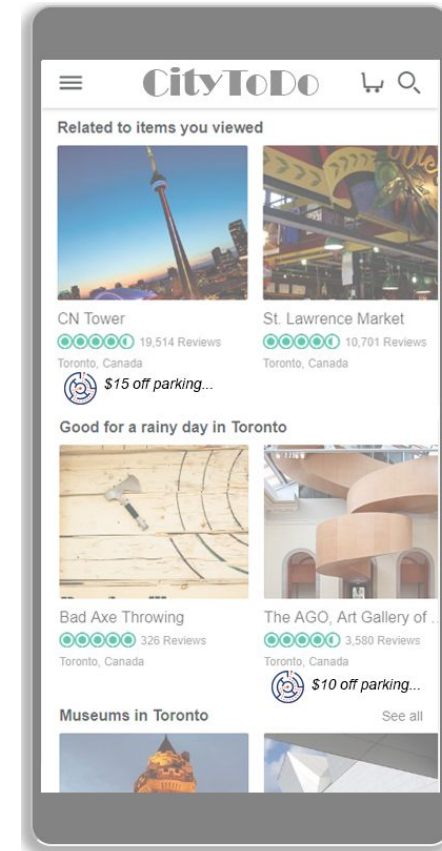 CityToDo
Related to items you viewed
CN Tower
St. Lawrence Market
19,514 Reviews
10,701 Reviews
Toronto, Canada
Toronto, Canada
$15 off parking...
Good for a rainy day in Toronto
Bad Axe Throwing
The AGO, Art Gallery of ...
326 Reviews
3,580 Reviews
Toronto, Canada
Toronto, Canada
$10 off parking...
Museums in Toronto
See all